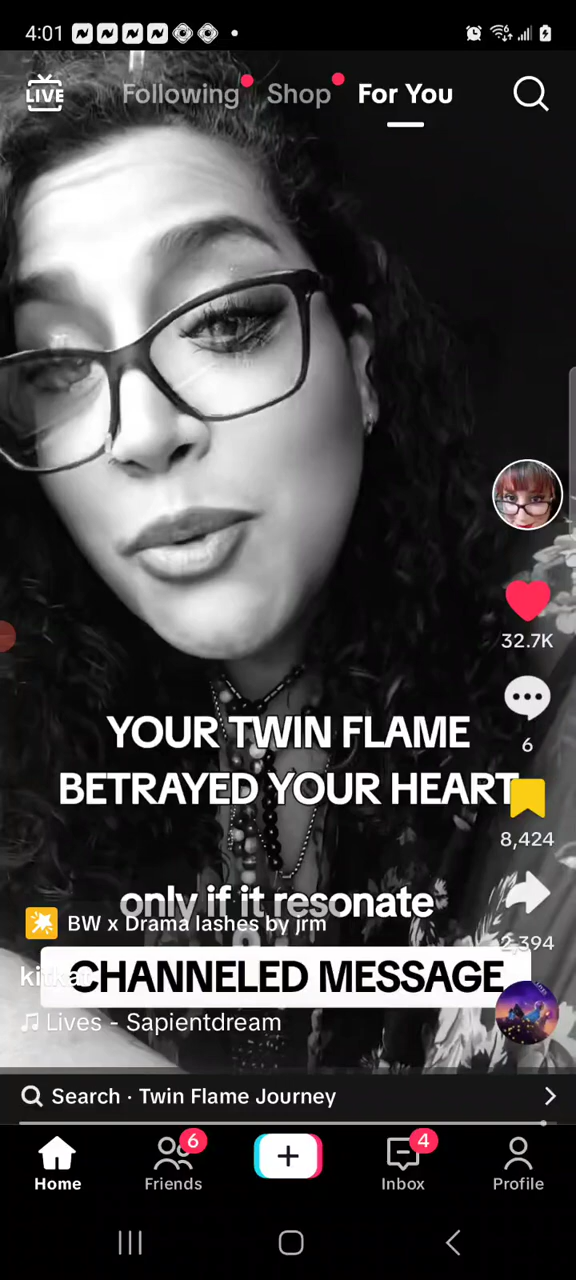 4:01
LIVE
Following
Shop
For You
32.7K
6
YOUR TWIN FLAME
BETRAYED YOUR HEART
8,424
only if it resonate
BW x Drama lashes by jrm
2,394
CHANNELED MESSAGE
Lives - Sapientdream
Search · Twin Flame Journey
6
4
Home
Friends
Inbox
Profile